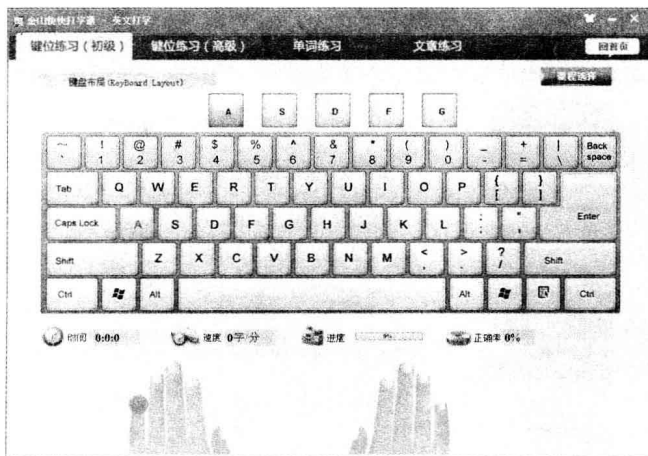 金山快快打字通 - 英文打字
键位练习（初级） 键位练习（高级） 单词练习 文章练习 回首页
键盘布局(KeyBoard Layout) 课程选择
A S D F G
~ ! @ # $ % ^ & * ( ) _ + | Back
` 1 2 3 4 5 6 7 8 9 0 - = \ space
Tab Q W E R T Y U I O P { [ } ]
Caps Lock A S D F G H J K L : ; " ' Enter
Shift Z X C V B N M < , > . ? / Shift
Ctrl Alt Alt Ctrl
时间 0:0:0 速度 0字/分 进度 0% 正确率 0%